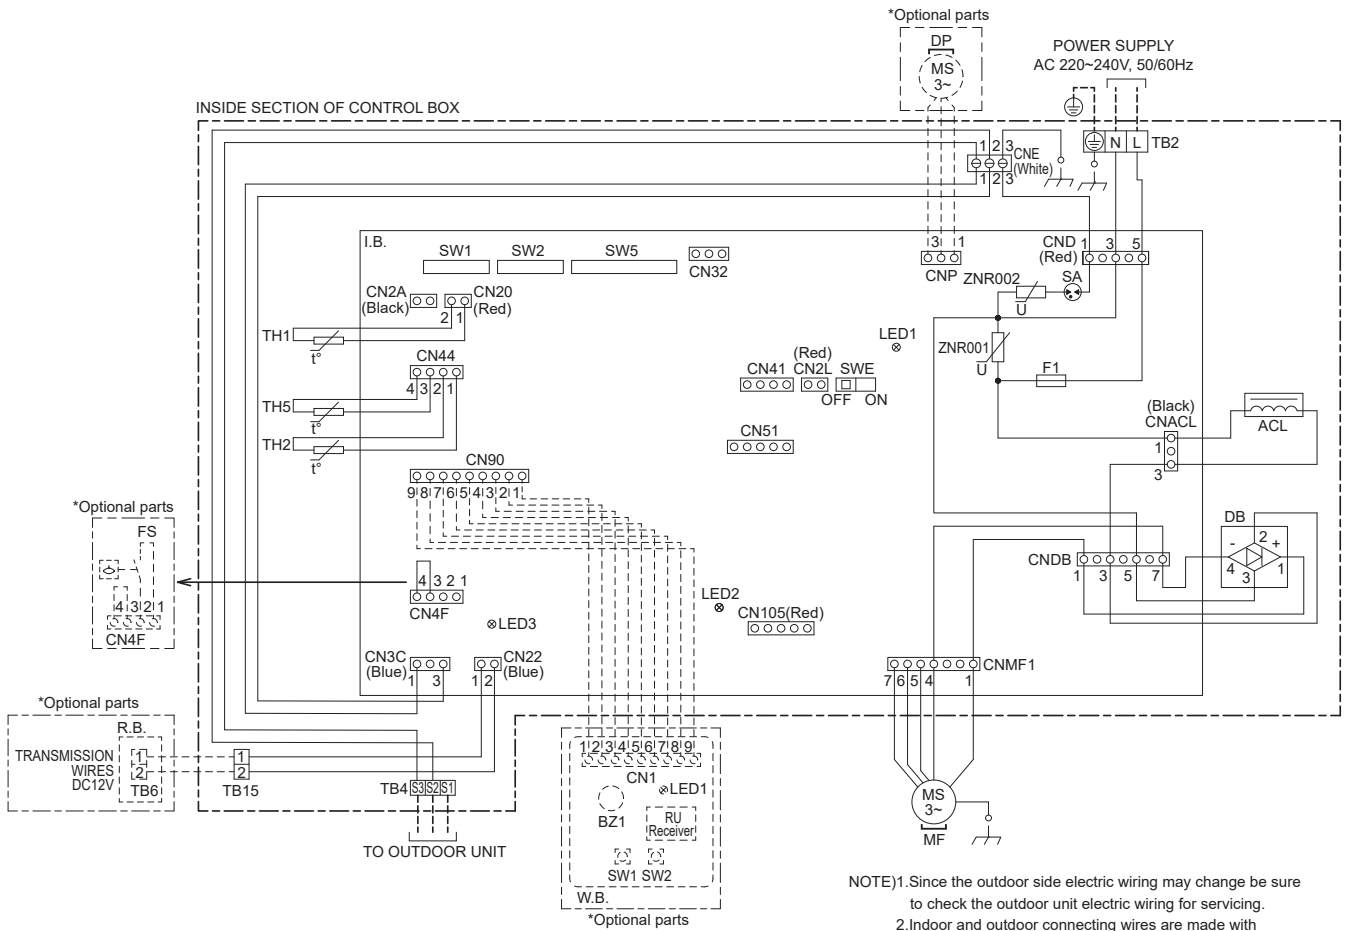 *Optional parts
DP
MS
3~
POWER SUPPLY
AC 220~240V, 50/60Hz
INSIDE SECTION OF CONTROL BOX
1 2 3
CNE
(White)
1 2 3
N L TB2
I.B.
SW1 SW2 SW5
CN32
3 1
CNP
CND
(Red)
1 3 5
ZNR002 SA
U
CN2A
(Black)
CN20
(Red)
2 1
TH1
t°
LED1
ZNR001
U
F1
CN44
4 3 2 1
TH5
t°
TH2
t°
CN41
(Red)
CN2L
SWE
OFF ON
CN51
(Black)
CNACL
1
3
ACL
CN90
9 8 7 6 5 4 3 2 1
*Optional parts
FS
4 3 2 1
CN4F
4 3 2 1
CN4F
LED3
LED2
CN105(Red)
CNDB
1 3 5 7
DB
- 2 +
4 3 1
CN3C
(Blue)
1 3
CN22
(Blue)
1 2
CNMF1
7 6 5 4 1
*Optional parts
R.B.
TRANSMISSION
WIRES
DC12V
1
2
TB6
1
2
TB15
TB4 S3 S2 S1
TO OUTDOOR UNIT
1 2 3 4 5 6 7 8 9
CN1
LED1
BZ1
RU
Receiver
SW1 SW2
W.B.
*Optional parts
MS
3~
MF
NOTE)1.Since the outdoor side electric wiring may change be sure
to check the outdoor unit electric wiring for servicing.
2.Indoor and outdoor connecting wires are made with